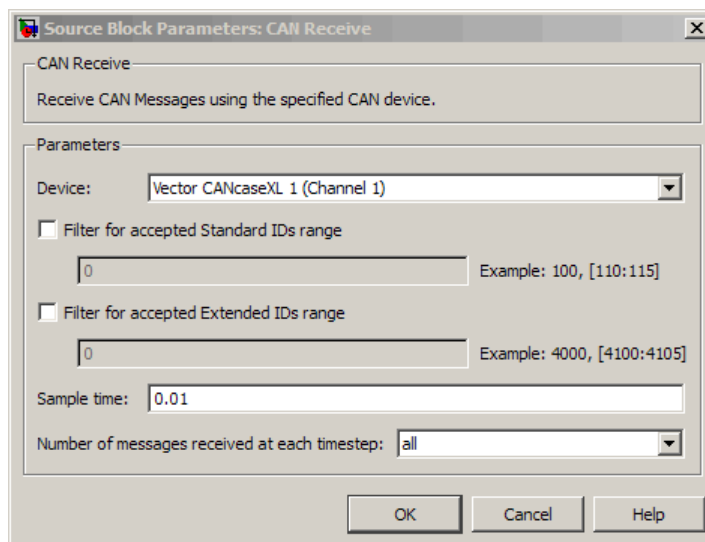 Source Block Parameters: CAN Receive
CAN Receive
Receive CAN Messages using the specified CAN device.
Parameters
Device: Vector CANcaseXL 1 (Channel 1)
Filter for accepted Standard IDs range
0 Example: 100, [110:115]
Filter for accepted Extended IDs range
0 Example: 4000, [4100:4105]
Sample time: 0.01
Number of messages received at each timestep: all
OK Cancel Help